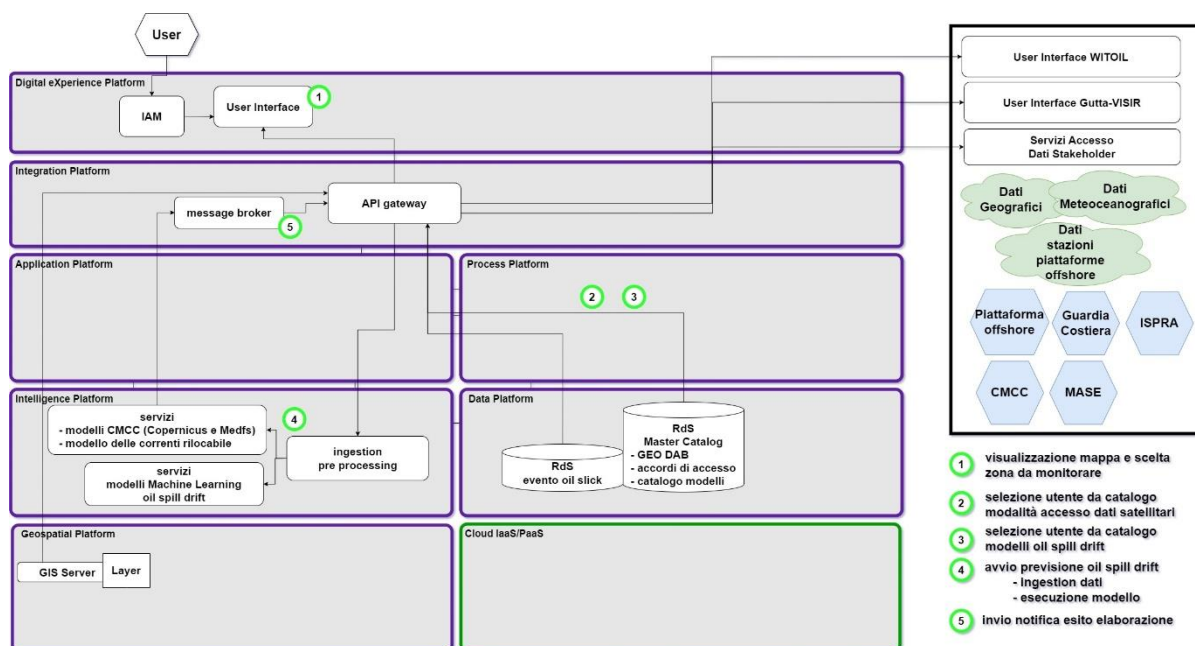 User
Digital eXperience Platform
IAM
User Interface
1
Integration Platform
message broker
5
API gateway
Application Platform
Process Platform
2
3
Intelligence Platform
servizi
- modelli CMCC (Copernicus e Medfs)
- modello delle correnti rilocabile
4
servizi
modelli Machine Learning
oil spill drift
ingestion
pre processing
Data Platform
RdS
evento oil slick
RdS
Master Catalog
- GEO DAB
- accordi di accesso
- catalogo modelli
Geospatial Platform
GIS Server
Layer
Cloud IaaS/PaaS
User Interface WITOIL
User Interface Gutta-VISIR
Servizi Accesso
Dati Stakeholder
Dati
Geografici
Dati
Meteoceanografici
Dati
stazioni
piattaforme
offshore
Piattaforma
offshore
Guardia
Costiera
ISPRA
CMCC
MASE
1 visualizzazione mappa e scelta
zona da monitorare
2 selezione utente da catalogo
modalità accesso dati satellitari
3 selezione utente da catalogo
modelli oil spill drift
4 avvio previsione oil spill drift
- Ingestion dati
- esecuzione modello
5 invio notifica esito elaborazione